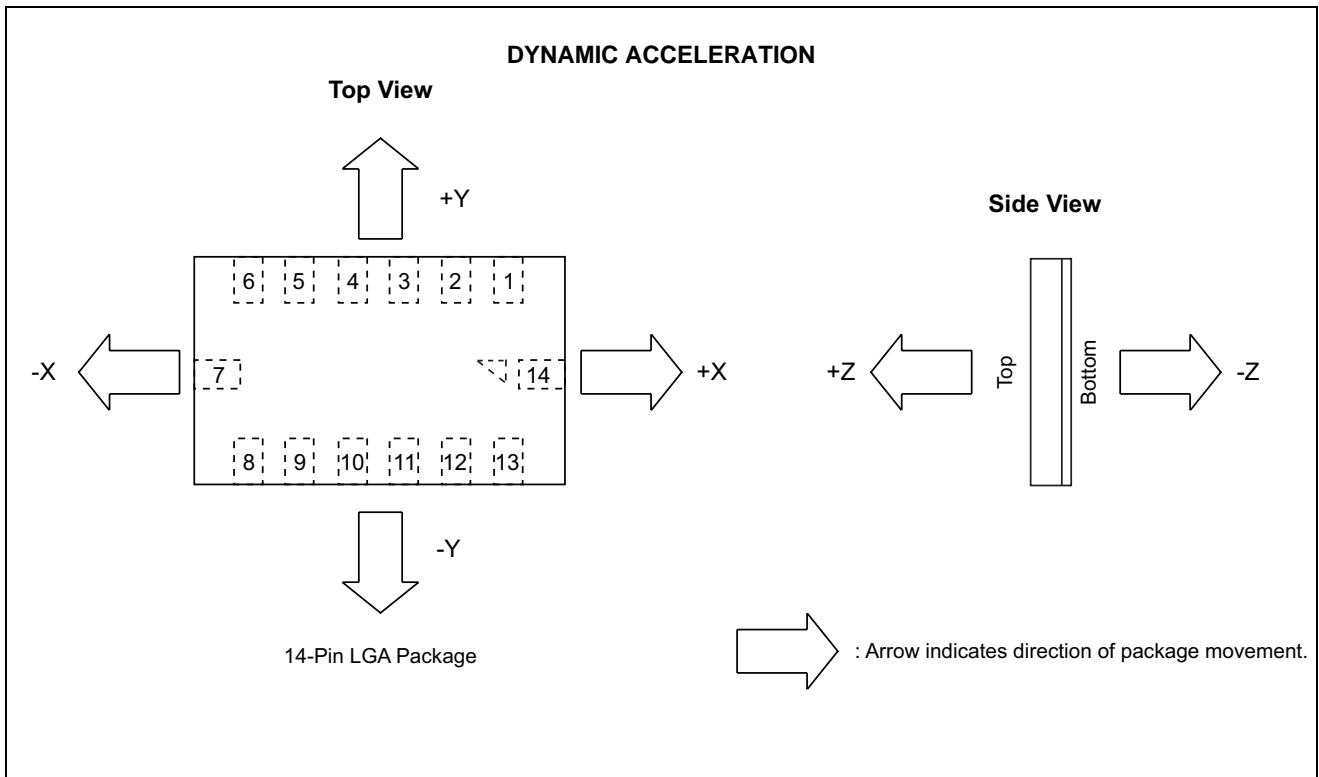 DYNAMIC ACCELERATION
Top View
+Y
Side View
6 5 4 3 2 1
-X
7
14
+X
+Z
Top
Bottom
-Z
8 9 10 11 12 13
-Y
14-Pin LGA Package
: Arrow indicates direction of package movement.